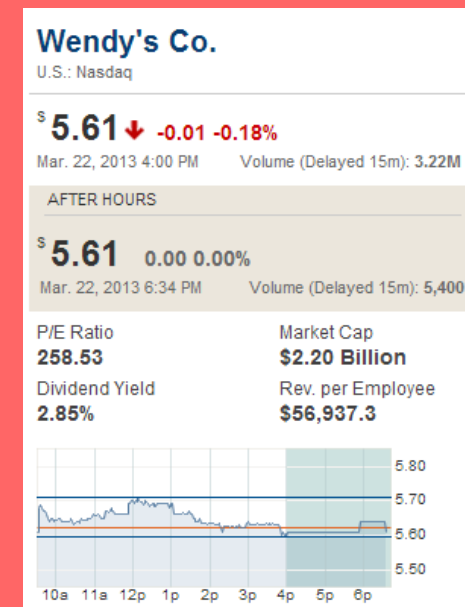 Wendy's Co.
U.S.: Nasdaq
$ 5.61 -0.01 -0.18%
Mar. 22, 2013 4:00 PM Volume (Delayed 15m): 3.22M
AFTER HOURS
$ 5.61 0.00 0.00%
Mar. 22, 2013 6:34 PM Volume (Delayed 15m): 5,400
P/E Ratio Market Cap
258.53 $2.20 Billion
Dividend Yield Rev. per Employee
2.85% $56,937.3
5.80
5.70
5.60
5.50
10a 11a 12p 1p 2p 3p 4p 5p 6p